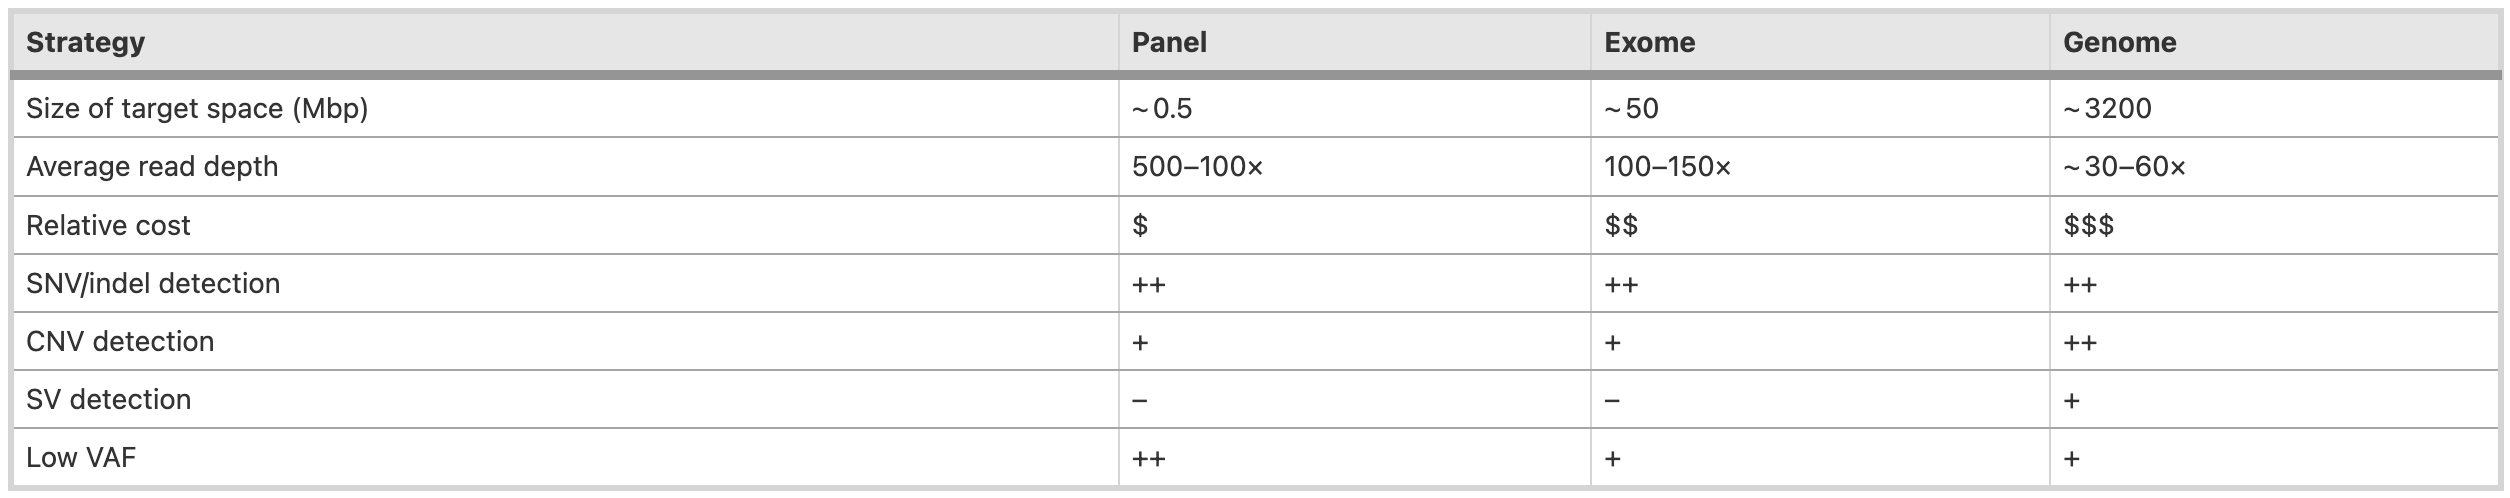 Strategy Panel Exome Genome
Size of target space (Mbp) ~0.5 ~50 ~3200
Average read depth 500–100× 100–150× ~30–60×
Relative cost $ $$ $$$
SNV/indel detection ++ ++ ++
CNV detection + + ++
SV detection – – +
Low VAF ++ + +